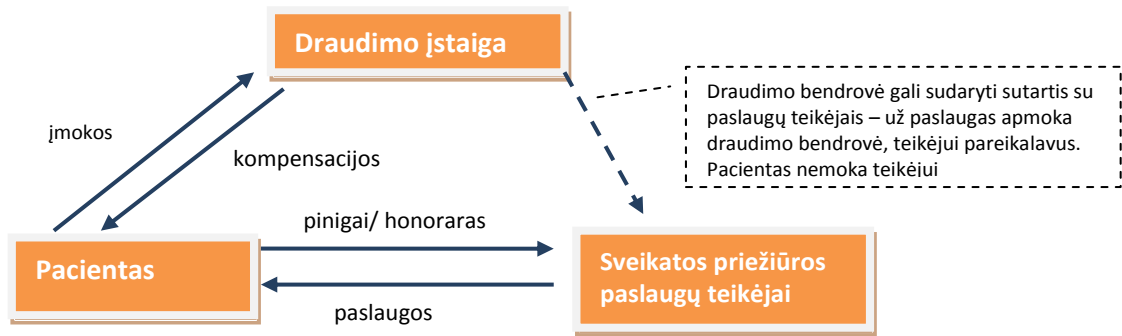 Draudimo įstaiga
Draudimo bendrovė gali sudaryti sutartis su
paslaugų teikėjais – už paslaugas apmoka
draudimo bendrovė, teikėjui pareikalavus.
Pacientas nemoka teikėjui
įmokos
kompensacijos
pinigai/ honoraras
Pacientas
Sveikatos priežiūros
paslaugų teikėjai
paslaugos